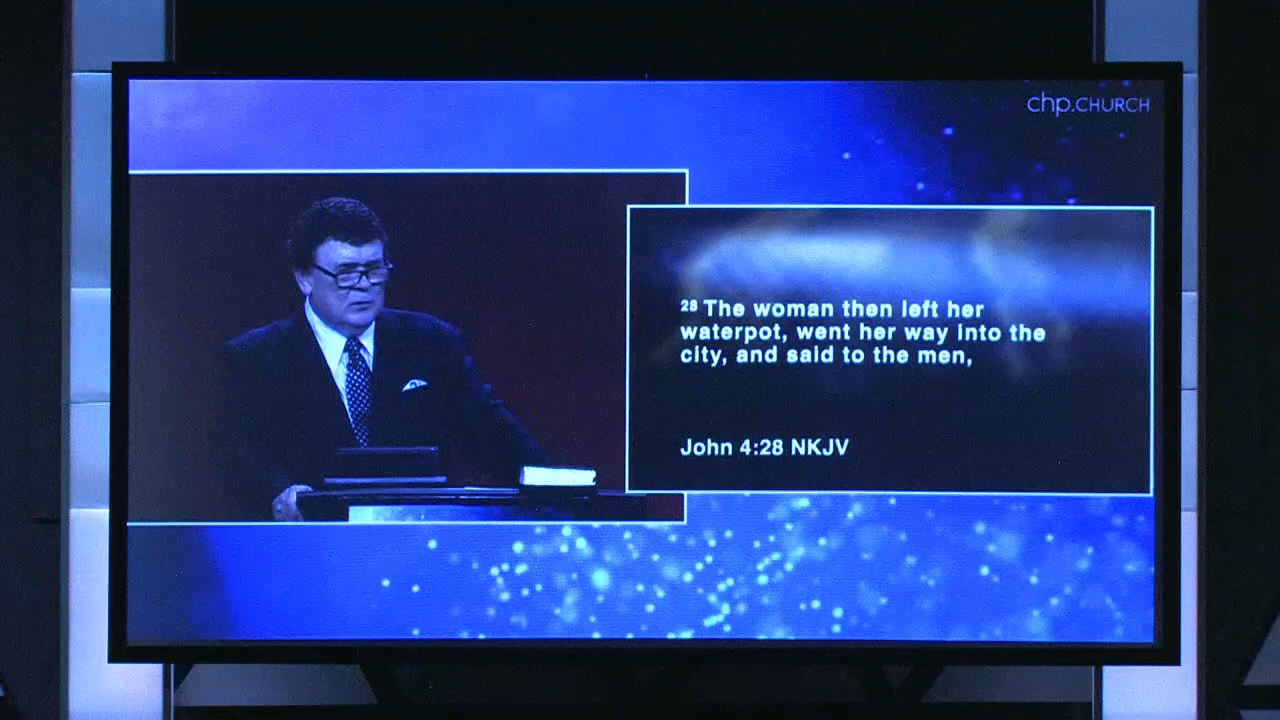 chp.CHURCH
28 The woman then left her
waterpot, went her way into the
city, and said to the men,
John 4:28 NKJV